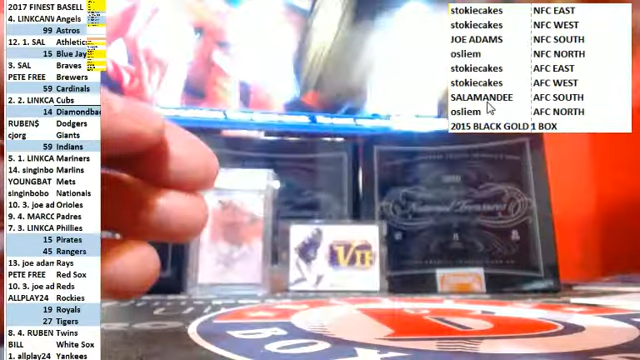 2017 FINEST BASELL
4. LINKCAN Angels
99 Astros
12. 1. SAL Athletic
15 Blue Jay
3. SAL Braves
PETE FREE Brewers
59 Cardinals
2. 2. LINKCA Cubs
14 Diamondba
RUBEN$ Dodgers
cjorg Giants
59 Indians
5. 1. LINKCA Mariners
14. singinbo Marlins
YOUNGBAT Mets
singinbobo Nationals
10. 3. joe ad Orioles
9. 4. MARCC Padres
7. 3. LINKCA Phillies
15 Pirates
45 Rangers
13. joe adam Rays
PETE FREE Red Sox
10. 3. joe ad Reds
ALLPLAY24 Rockies
19 Royals
27 Tigers
8. 4. RUBEN Twins
BILL White Sox
1. allplay24 Yankees
stokiecakes NFC EAST
stokiecakes NFC WEST
JOE ADAMS NFC SOUTH
osliem NFC NORTH
stokiecakes AFC EAST
stokiecakes AFC WEST
SALAMANDEE AFC SOUTH
osliem AFC NORTH
2015 BLACK GOLD 1 BOX
National Treasures
VIP
BOX